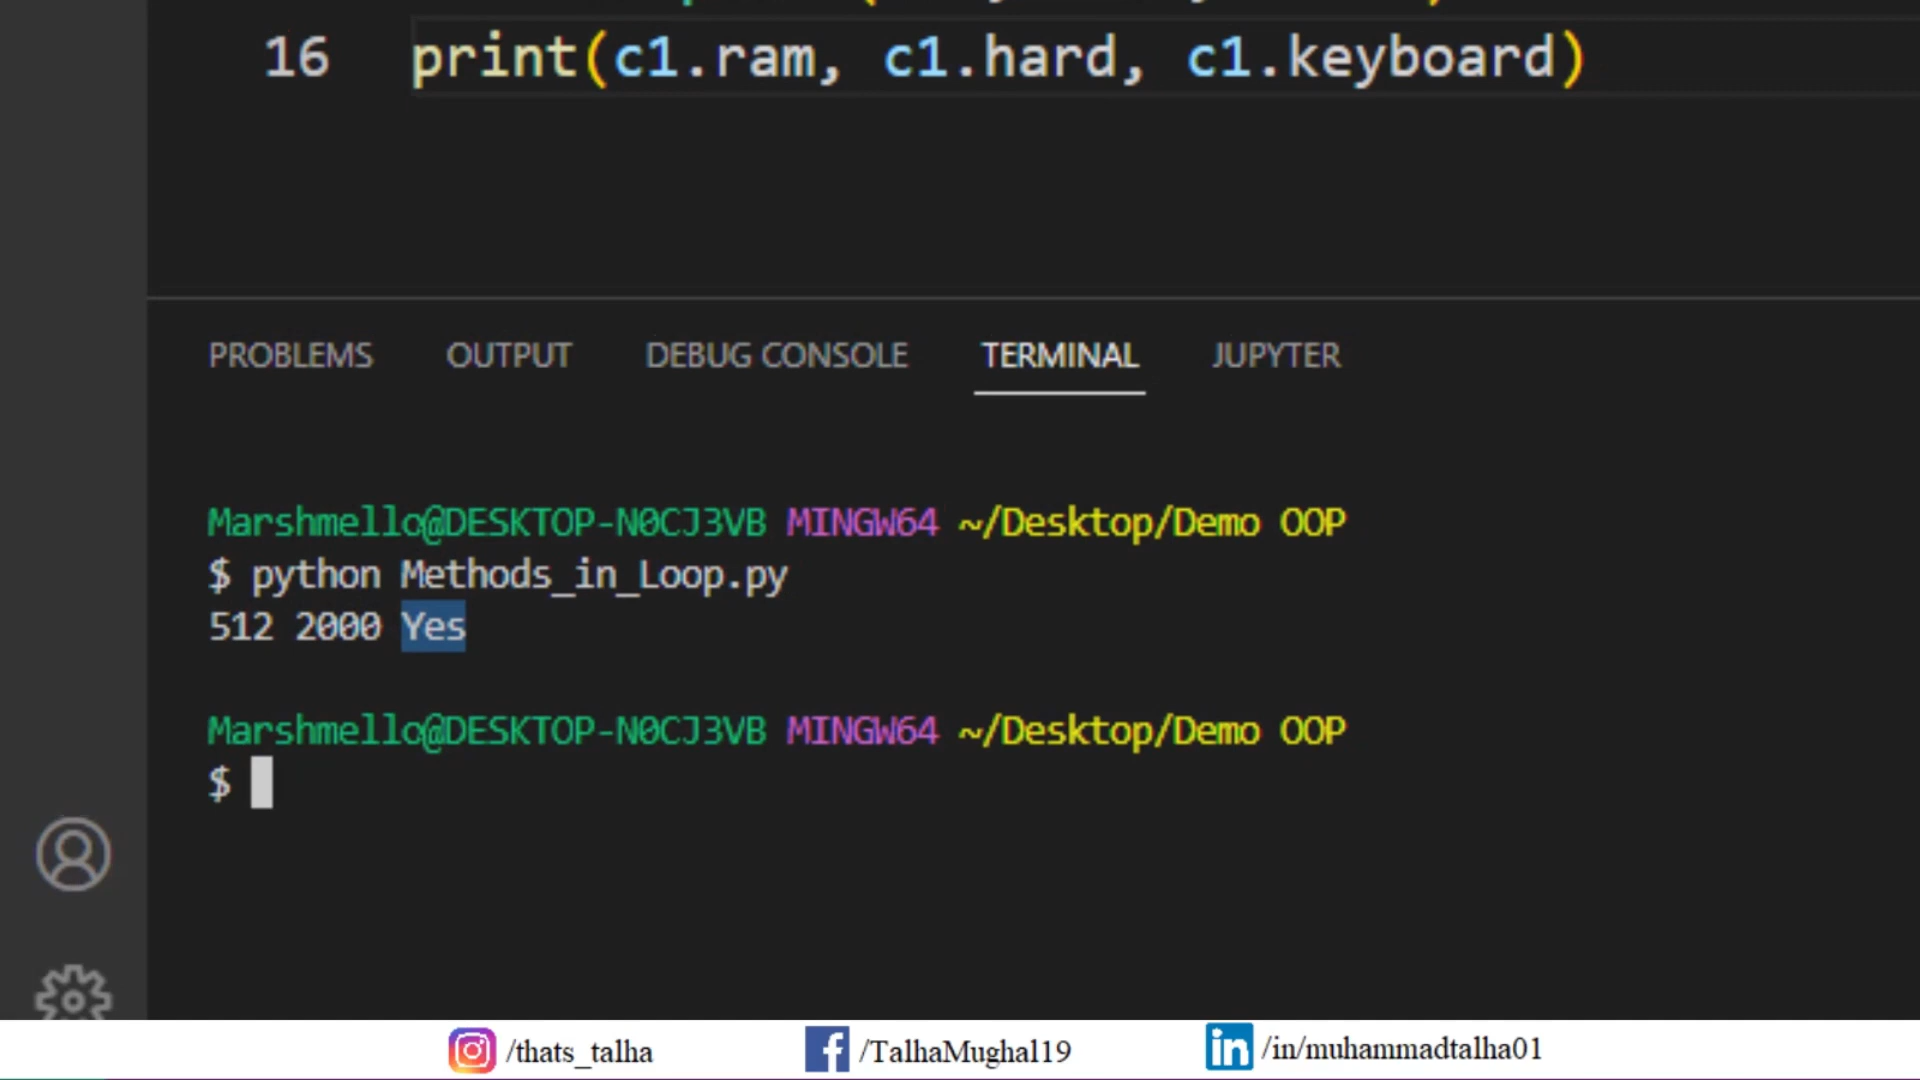 16 print(c1.ram, c1.hard, c1.keyboard)
PROBLEMS OUTPUT DEBUG CONSOLE TERMINAL JUPYTER
Marshmello@DESKTOP-N0CJ3VB MINGW64 ~/Desktop/Demo OOP
$ python Methods_in_Loop.py
512 2000 Yes
Marshmello@DESKTOP-N0CJ3VB MINGW64 ~/Desktop/Demo OOP
$
/thats_talha /TalhaMughal19 in /in/muhammadtalha01